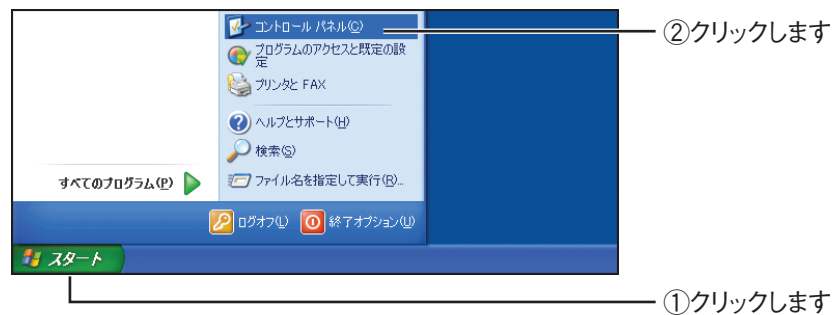 コントロール パネル(C)
②クリックします
プログラムのアクセスと既定の設
定
プリンタと FAX
ヘルプとサポート(H)
検索(S)
すべてのプログラム(P)
ファイル名を指定して実行(R)...
ログオフ(L)
終了オプション(U)
スタート
①クリックします